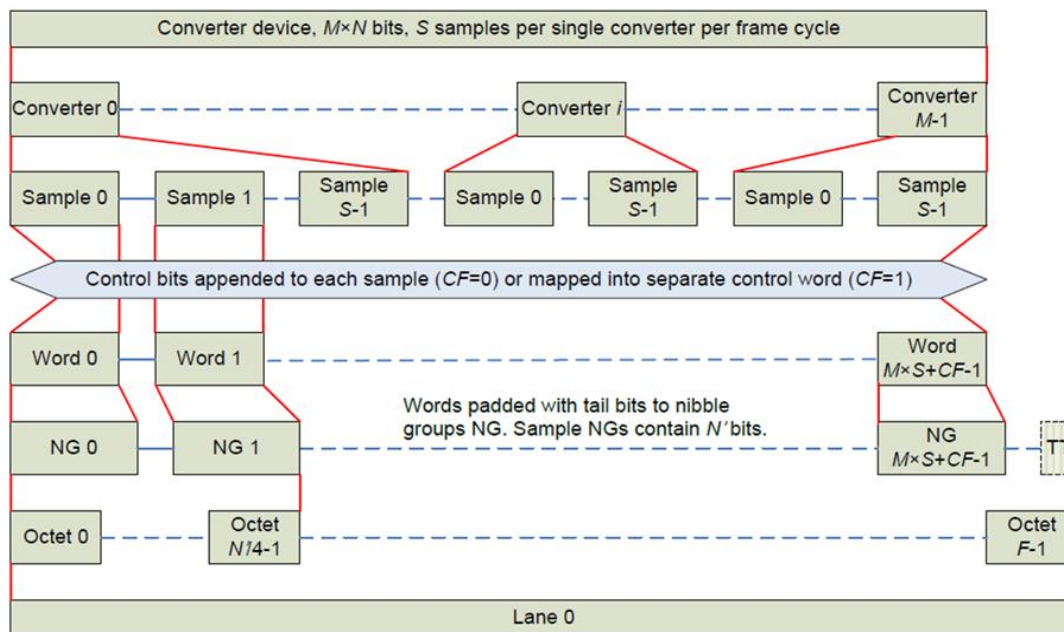 Converter device, M×N bits, S samples per single converter per frame cycle
Converter 0
Converter i
Converter
M-1
Sample 0
Sample 1
Sample
S-1
Sample 0
Sample
S-1
Sample 0
Sample
S-1
Control bits appended to each sample (CF=0) or mapped into separate control word (CF=1)
Word 0
Word 1
Word
M×S+CF-1
Words padded with tail bits to nibble
groups NG. Sample NGs contain N' bits.
NG 0
NG 1
NG
M×S+CF-1
Octet 0
Octet
N'/4-1
Octet
F-1
Lane 0